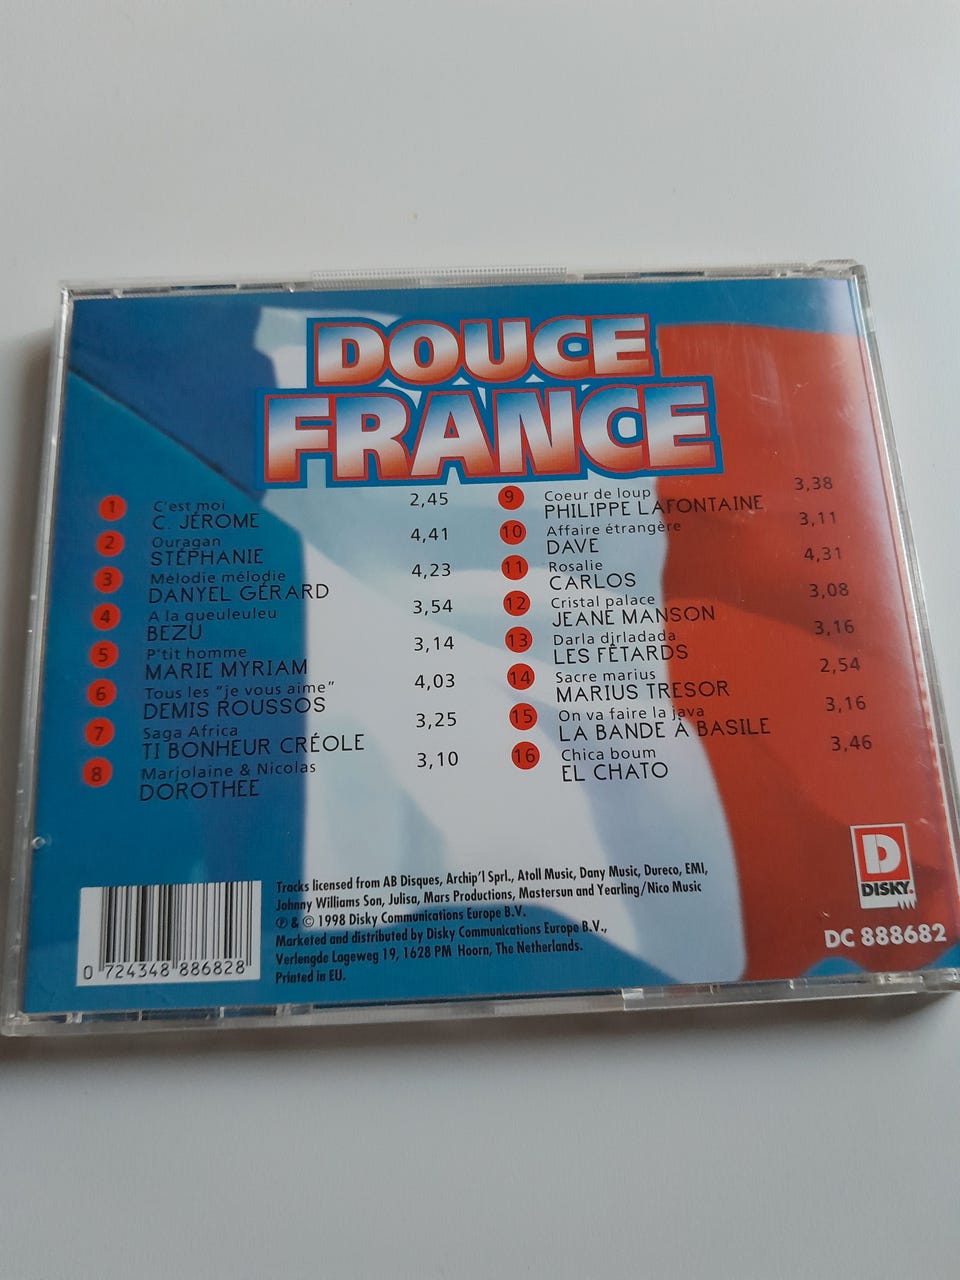 DOUCE
FRANCE
1 C'est moi 2,45
C. JÉROME
2 Ouragan 4,41
STÉPHANIE
3 Mélodie mélodie 4,23
DANYEL GÉRARD
4 A la queuleuleu 3,54
BEZU
5 P'tit homme 3,14
MARIE MYRIAM
6 Tous les "je vous aime" 4,03
DEMIS ROUSSOS
7 Saga Africa 3,25
TI BONHEUR CRÉOLE
8 Marjolaine & Nicolas 3,10
DOROTHEE
9 Coeur de loup 3,38
PHILIPPE LAFONTAINE
10 Affaire étrangère 3,11
DAVE
11 Rosalie 4,31
CARLOS
12 Cristal palace 3,08
JEANE MANSON
13 Darla dirladada 3,16
LES FÊTARDS
14 Sacre marius 2,54
MARIUS TRESOR
15 On va faire la java 3,16
LA BANDE À BASILE
16 Chica boum 3,46
EL CHATO
Tracks licensed from AB Disques, Archip'l Sprl., Atoll Music, Dany Music, Dureco, EMI,
Johnny Williams Son, Julisa, Mars Productions, Mastersun and Yearling/Nico Music
℗ & © 1998 Disky Communications Europe B.V.
Marketed and distributed by Disky Communications Europe B.V.,
Verlengde Lageweg 19, 1628 PM Hoorn, The Netherlands.
Printed in EU.
0 724348 886828
D
DISKY.
DC 888682